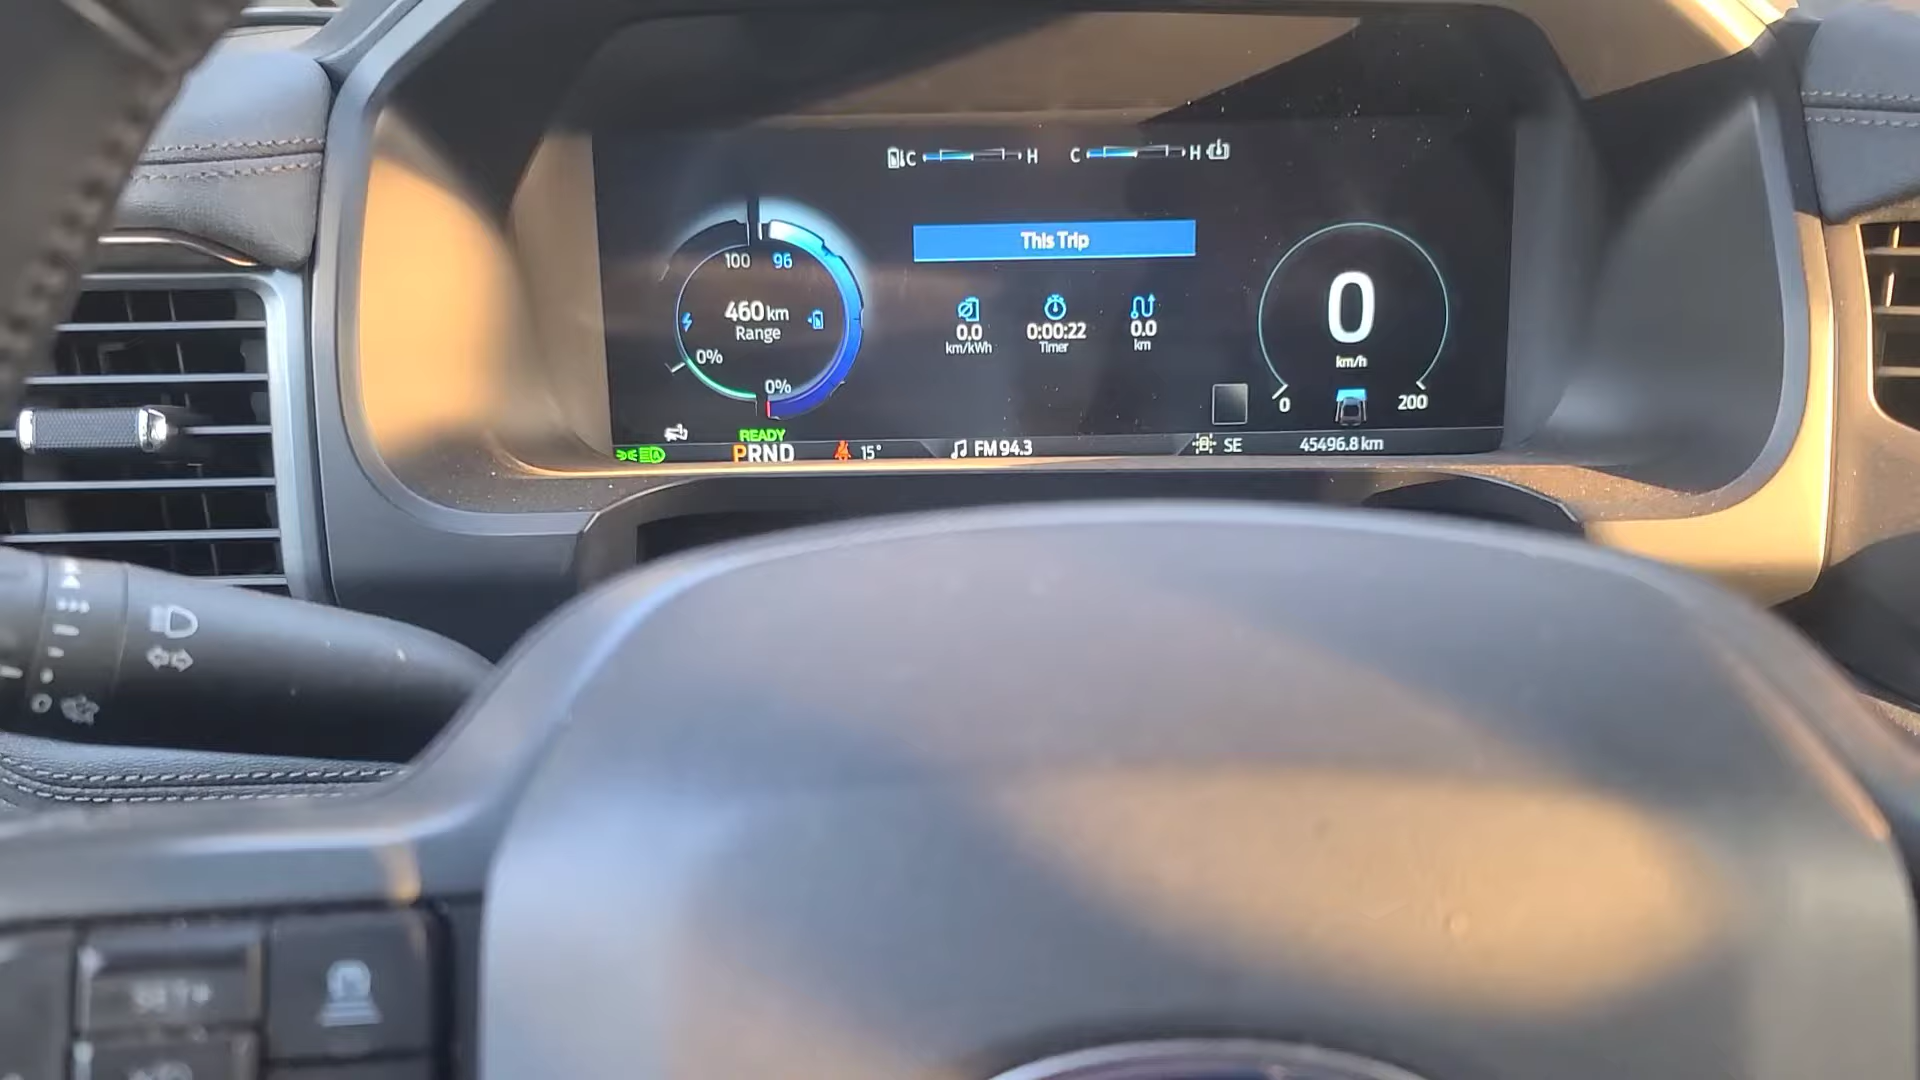 C H C H
This Trip
100 96
460 km
Range
0%
0%
0.0
km/kWh
0:00:22
Timer
0.0
km
0
km/h
0 200
READY
PRND
15°
FM 94.3
SE
45496.8 km
SET+